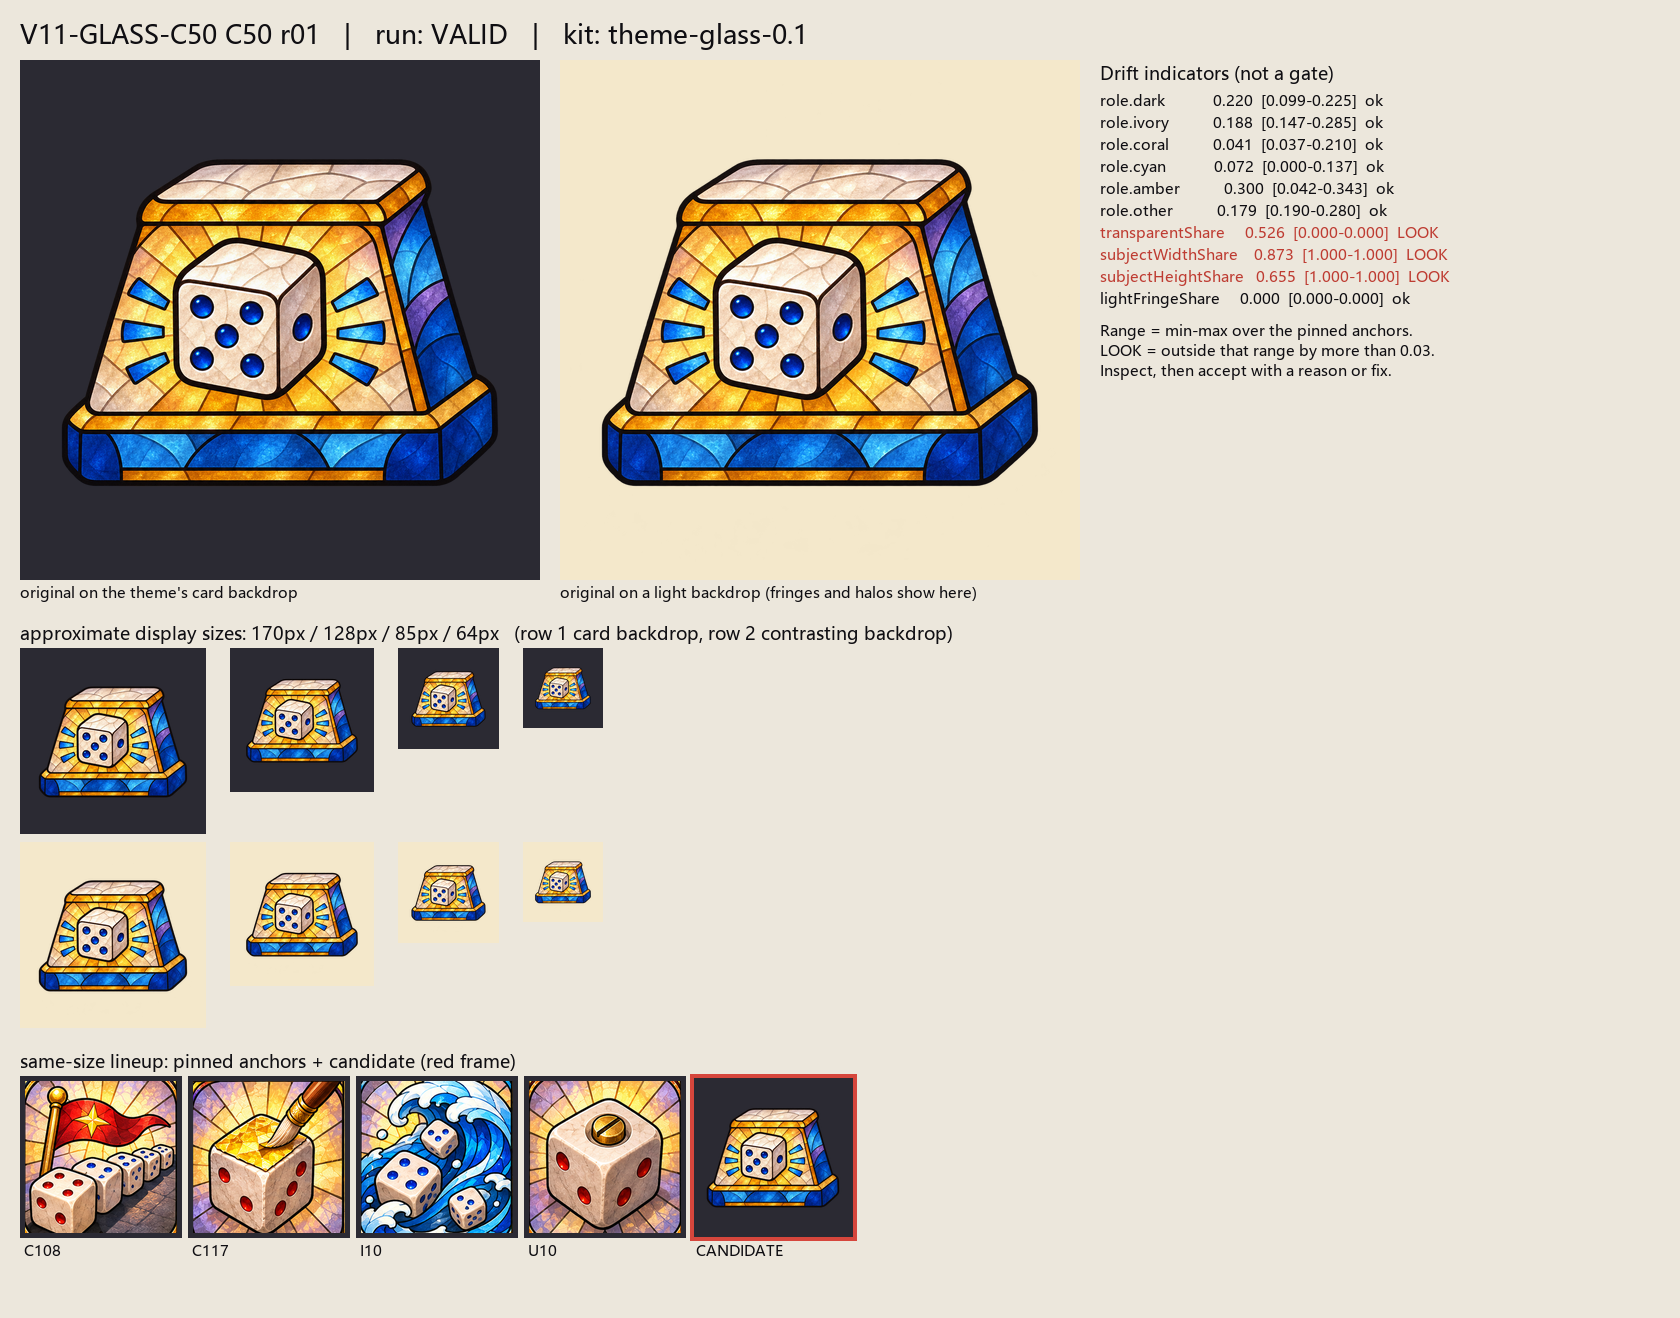 V11-GLASS-C50 C50 r01 | run: VALID | kit: theme-glass-0.1
Drift indicators (not a gate)
role.dark 0.220 [0.099-0.225] ok
role.ivory 0.188 [0.147-0.285] ok
role.coral 0.041 [0.037-0.210] ok
role.cyan 0.072 [0.000-0.137] ok
role.amber 0.300 [0.042-0.343] ok
role.other 0.179 [0.190-0.280] ok
transparentShare 0.526 [0.000-0.000] LOOK
subjectWidthShare 0.873 [1.000-1.000] LOOK
subjectHeightShare 0.655 [1.000-1.000] LOOK
lightFringeShare 0.000 [0.000-0.000] ok
Range = min-max over the pinned anchors.
LOOK = outside that range by more than 0.03.
Inspect, then accept with a reason or fix.
original on the theme's card backdrop
original on a light backdrop (fringes and halos show here)
approximate display sizes: 170px / 128px / 85px / 64px (row 1 card backdrop, row 2 contrasting backdrop)
same-size lineup: pinned anchors + candidate (red frame)
C108
C117
I10
U10
CANDIDATE